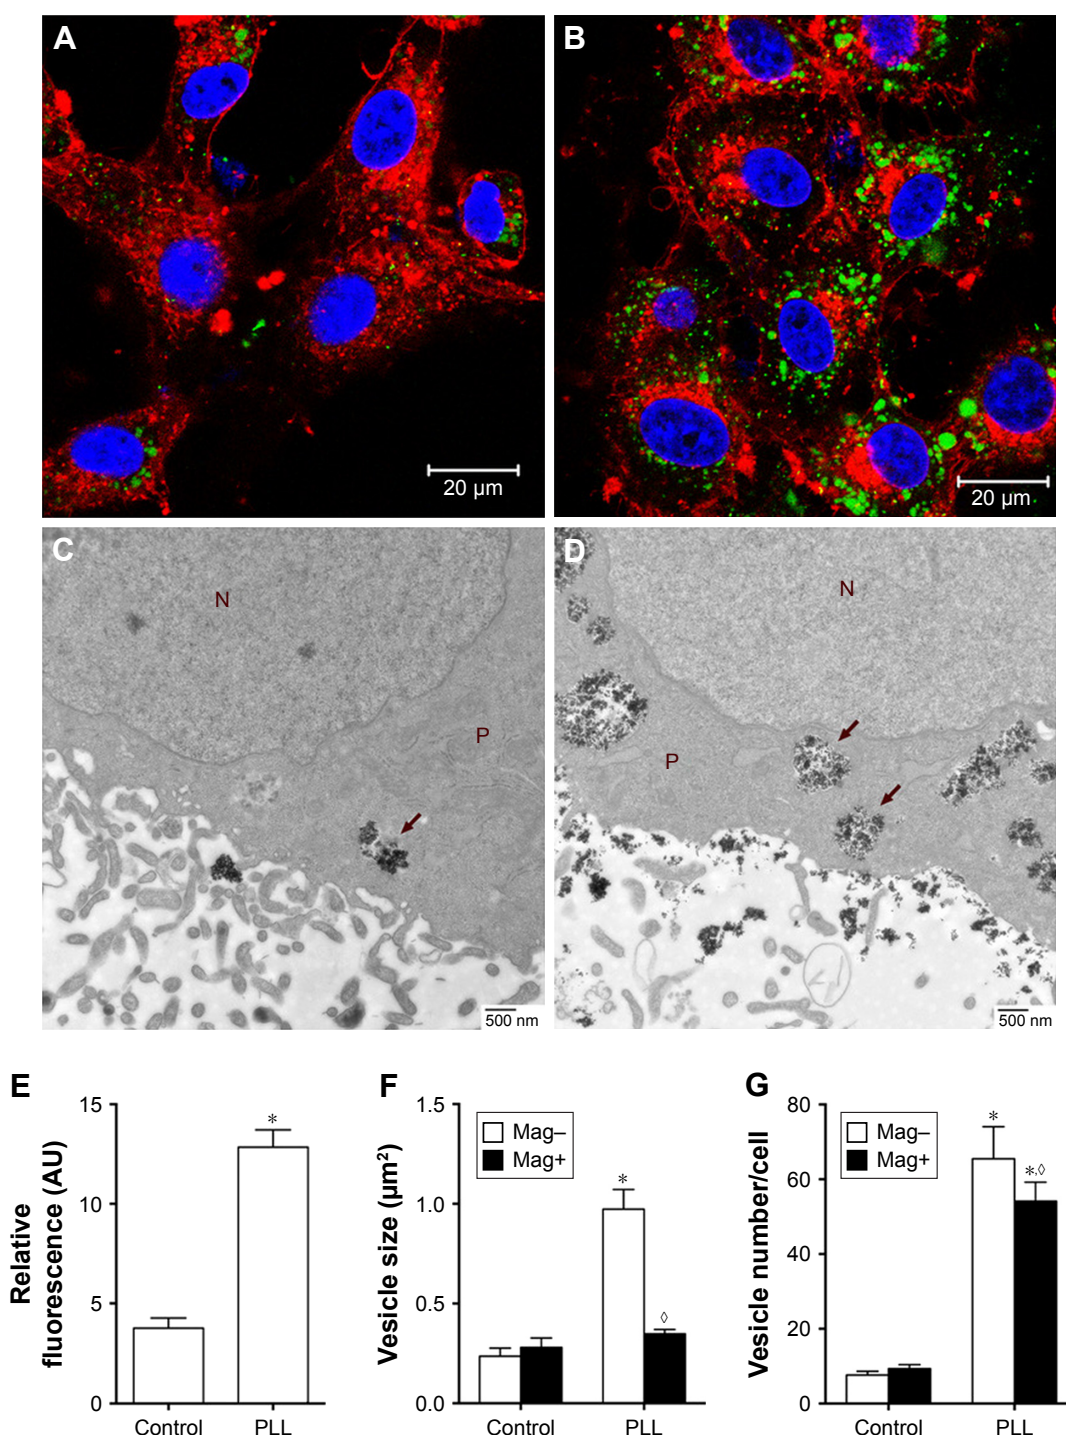 A
B
20 µm
20 µm
C
N
P
500 nm
D
N
P
500 nm
E
Relative
fluorescence (AU)
15
10
5
0
*
Control
PLL
F
Vesicle size (µm²)
1.5
1.0
0.5
0.0
Mag–
Mag+
*
◊
Control
PLL
G
Vesicle number/cell
80
60
40
20
0
Mag–
Mag+
*
*,◊
Control
PLL